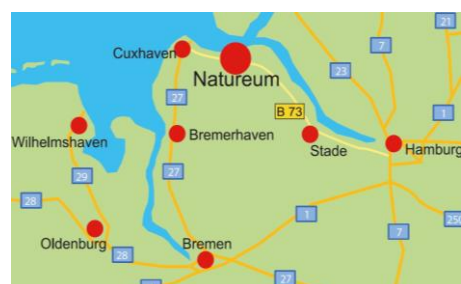 21
7
Cuxhaven
23
Natureum
27
B 73
1
Wilhelmshaven
Bremerhaven
Stade
Hamburg
29
27
28
1
250
Oldenburg
7
Bremen
28
27